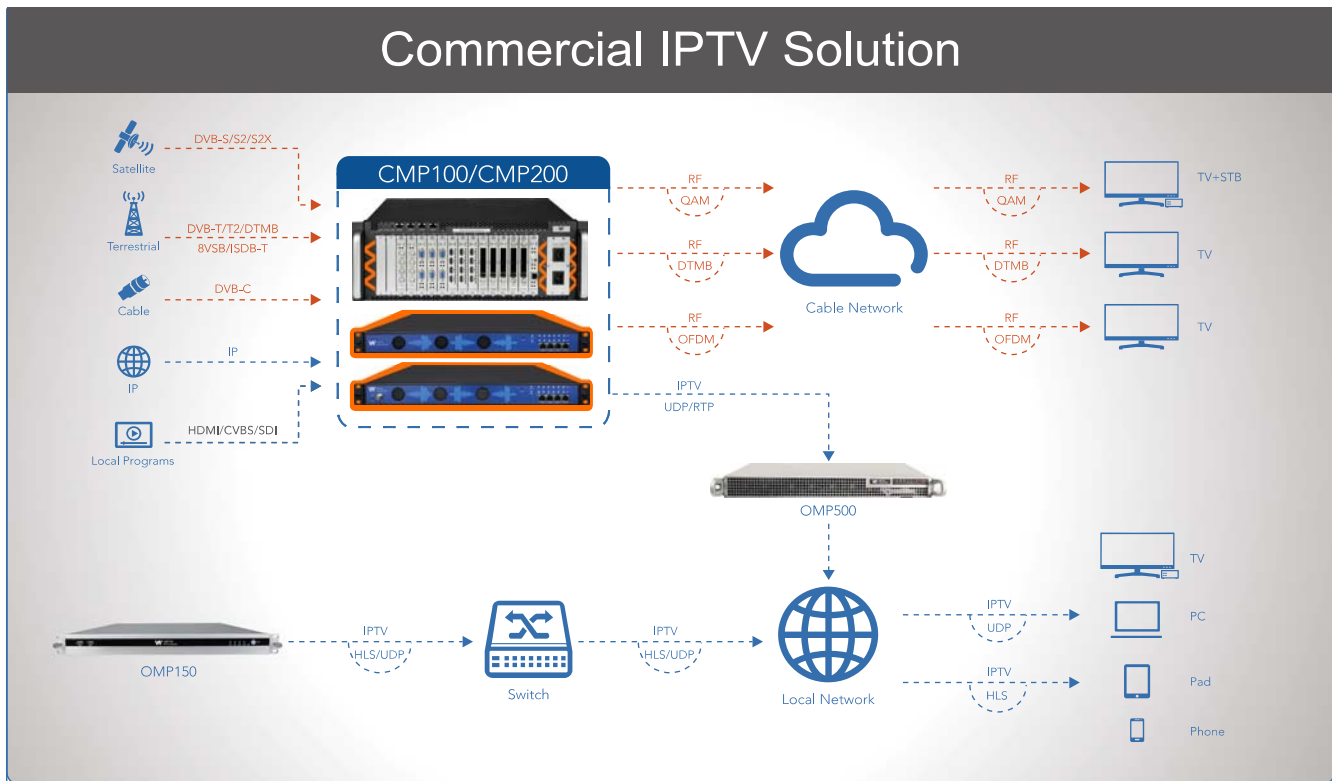 Commercial IPTV Solution
Satellite
DVB-S/S2/S2X
Terrestrial
DVB-T/T2/DTMB
8VSB/ISDB-T
Cable
DVB-C
IP
IP
Local Programs
HDMI/CVBS/SDI
CMP100/CMP200
RF
QAM
RF
DTMB
RF
OFDM
Cable Network
RF
QAM
RF
DTMB
RF
OFDM
TV+STB
TV
TV
IPTV
UDP/RTP
OMP500
OMP150
IPTV
HLS/UDP
Switch
IPTV
HLS/UDP
Local Network
IPTV
UDP
IPTV
HLS
TV
PC
Pad
Phone